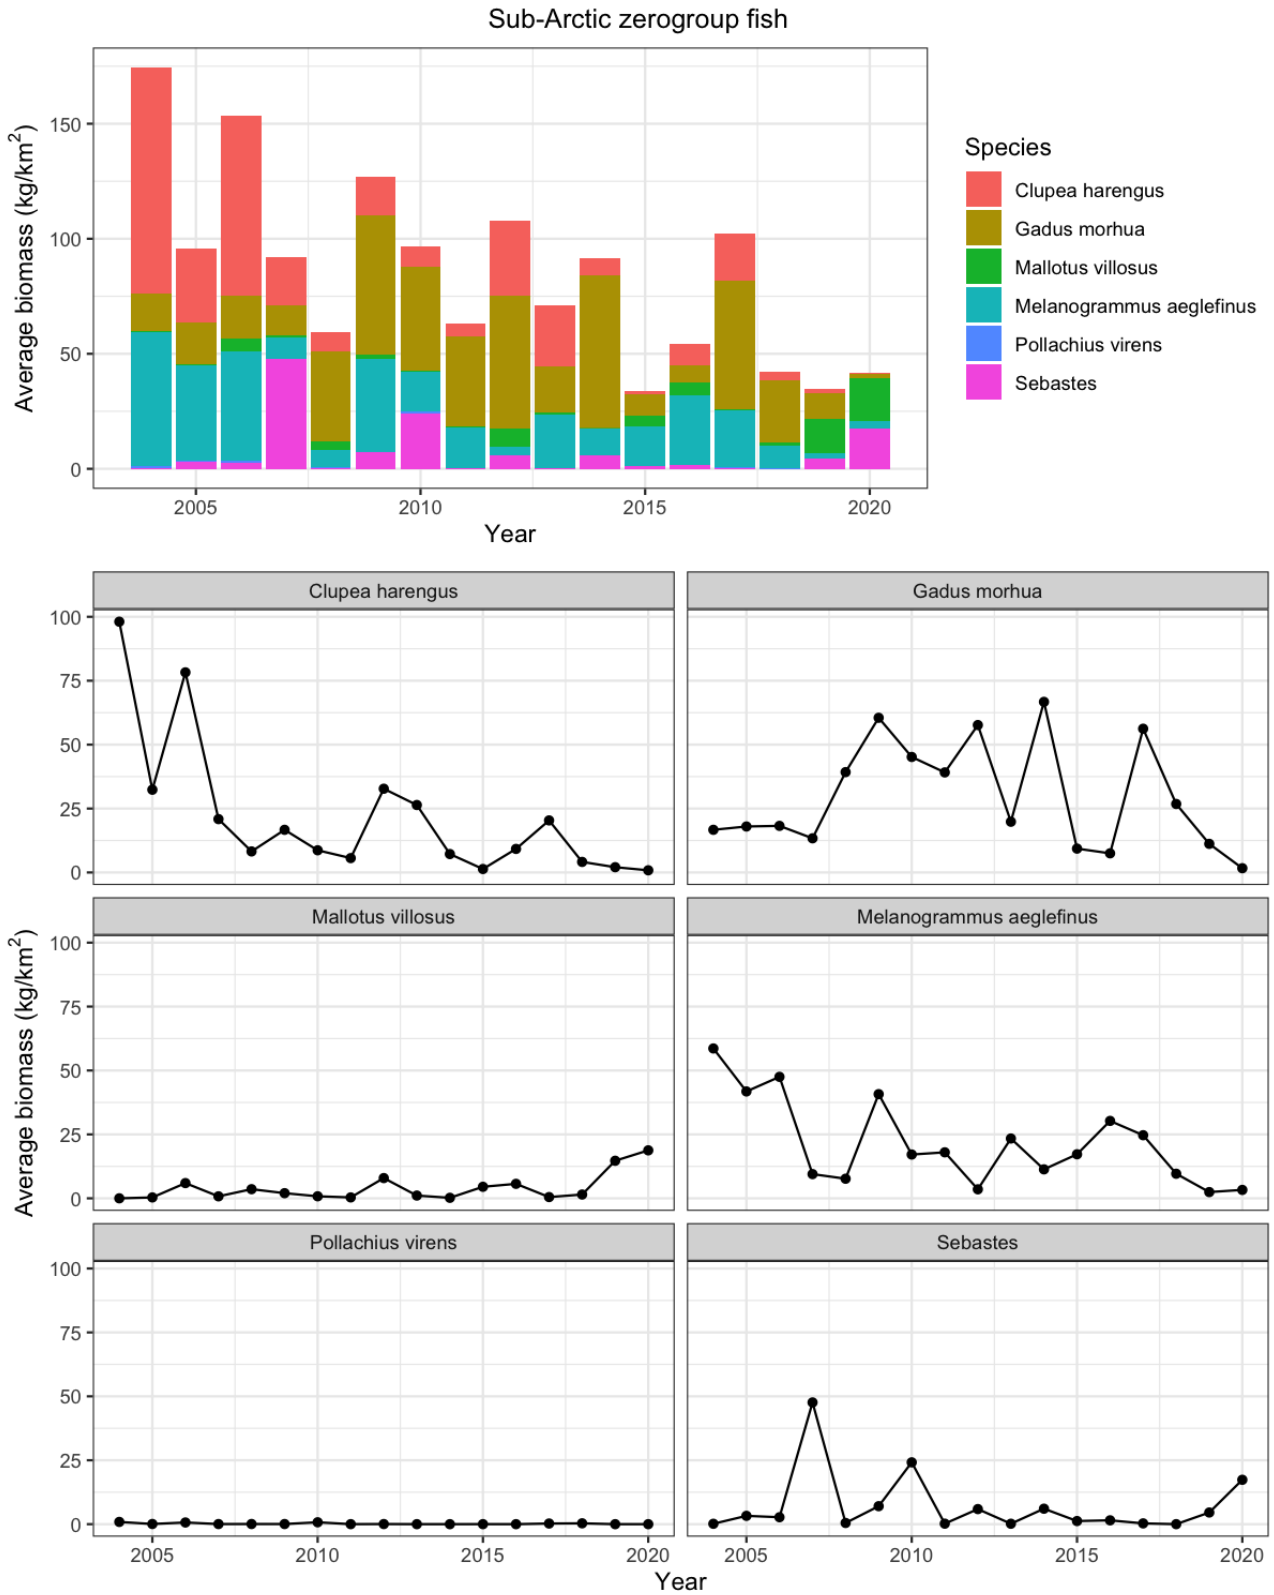 Sub-Arctic zerogroup fish
Average biomass (kg/km²)
150
100
50
0
2005 2010 2015 2020
Year
Species
Clupea harengus
Gadus morhua
Mallotus villosus
Melanogrammus aeglefinus
Pollachius virens
Sebastes
Clupea harengus Gadus morhua
100
75
50
25
0
Mallotus villosus Melanogrammus aeglefinus
Average biomass (kg/km²)
100
75
50
25
0
Pollachius virens Sebastes
100
75
50
25
0
2005 2010 2015 2020 2005 2010 2015 2020
Year